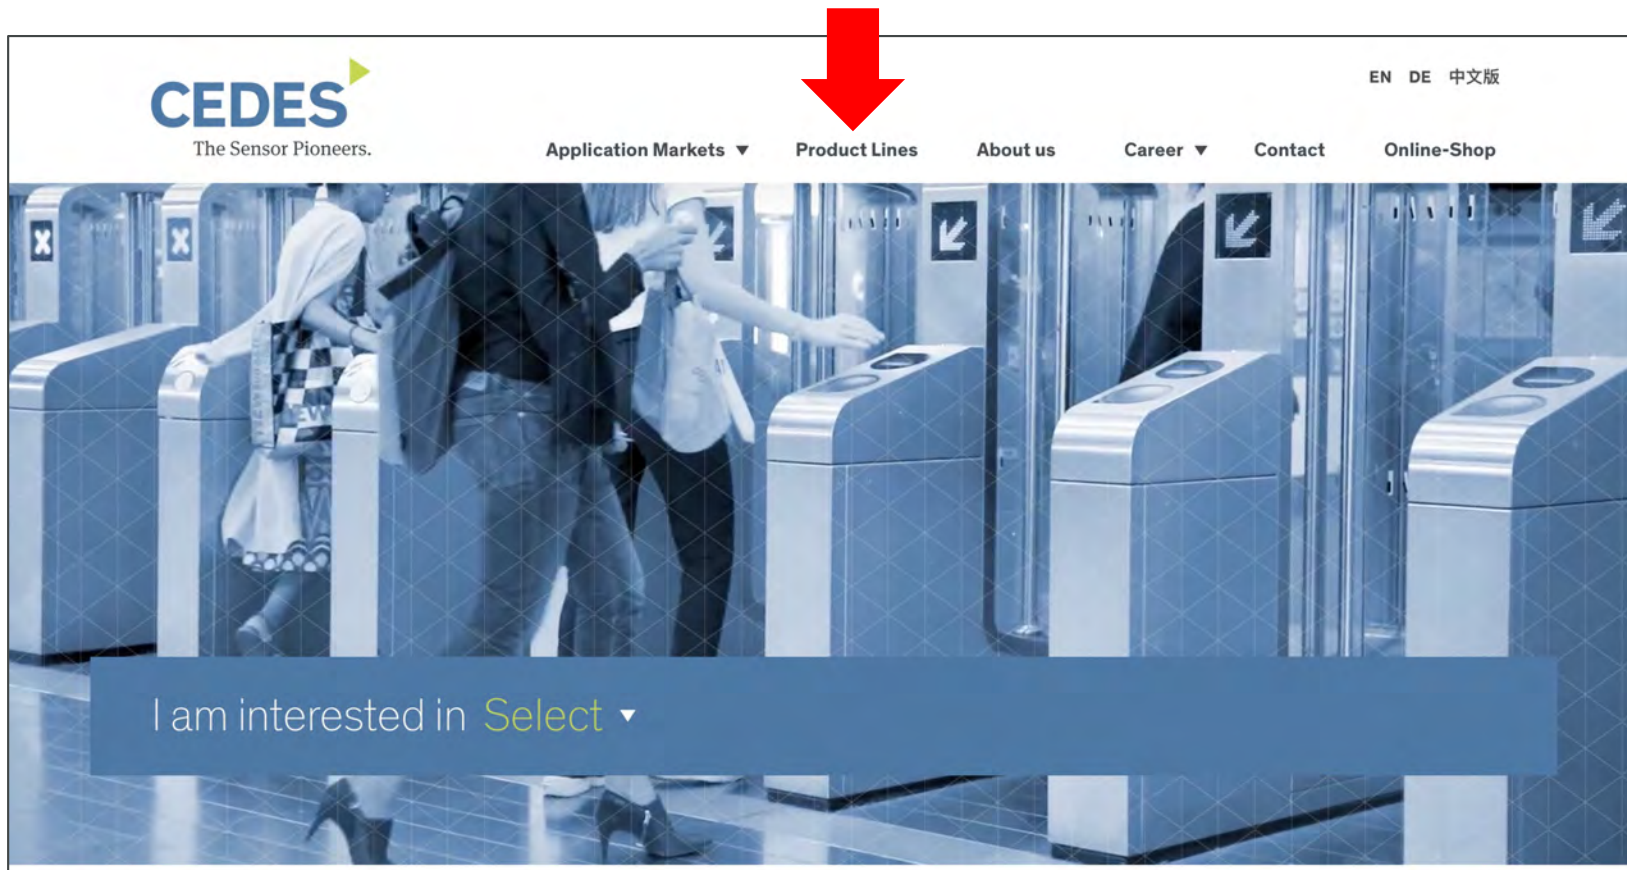 CEDES
The Sensor Pioneers.
EN DE 中文版
Application Markets ▼ Product Lines About us Career ▼ Contact Online-Shop
I am interested in Select ▼